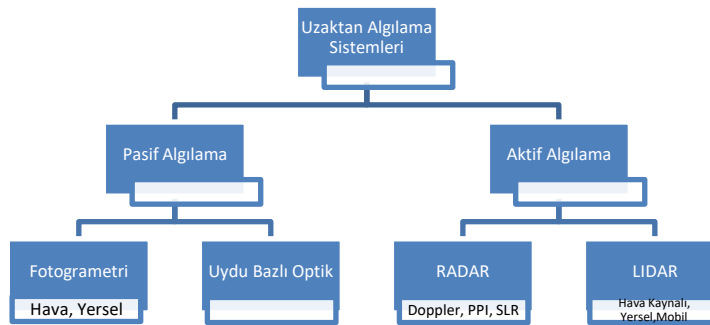 Uzaktan Algılama
Sistemleri
Pasif Algılama
Aktif Algılama
Fotogrametri
Hava, Yersel
Uydu Bazlı Optik
RADAR
Doppler, PPI, SLR
LIDAR
Hava Kaynalı,
Yersel,Mobil